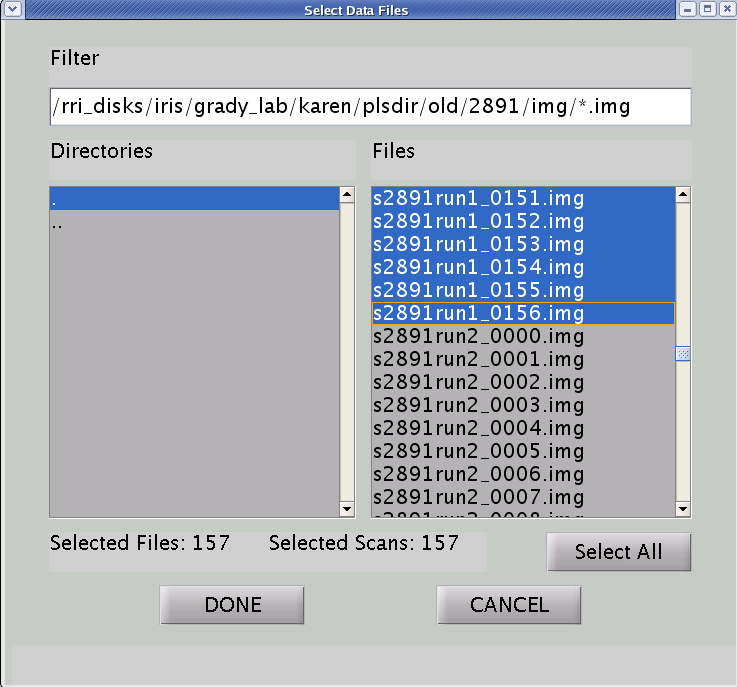 Select Data Files
Filter
/rri_disks/iris/grady_lab/karen/plsdir/old/2891/img/*.img
Directories
Files
.
..
s2891run1_0151.img
s2891run1_0152.img
s2891run1_0153.img
s2891run1_0154.img
s2891run1_0155.img
s2891run1_0156.img
s2891run2_0000.img
s2891run2_0001.img
s2891run2_0002.img
s2891run2_0003.img
s2891run2_0004.img
s2891run2_0005.img
s2891run2_0006.img
s2891run2_0007.img
s2891run2_0008.img
Selected Files: 157
Selected Scans: 157
Select All
DONE
CANCEL